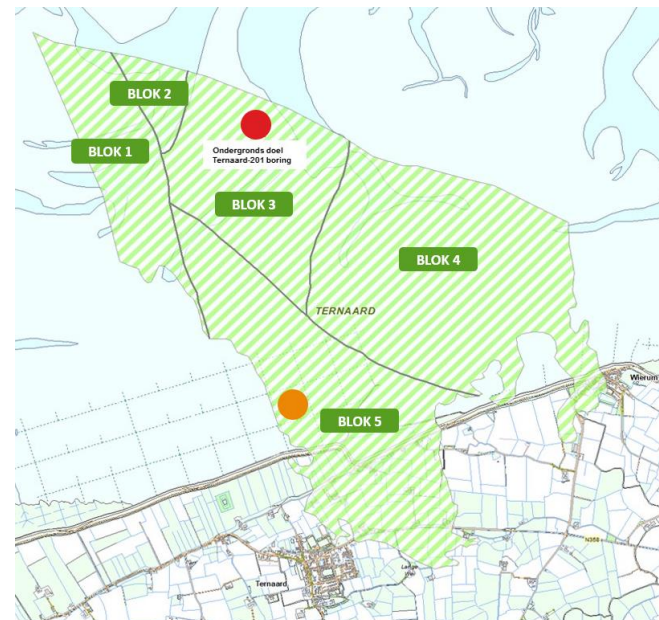 BLOK 2
BLOK 1
Ondergronds doel
Ternaard-201 boring
BLOK 3
BLOK 4
TERNAARD
Wierum
BLOK 5
N358
Ternaard
Lange